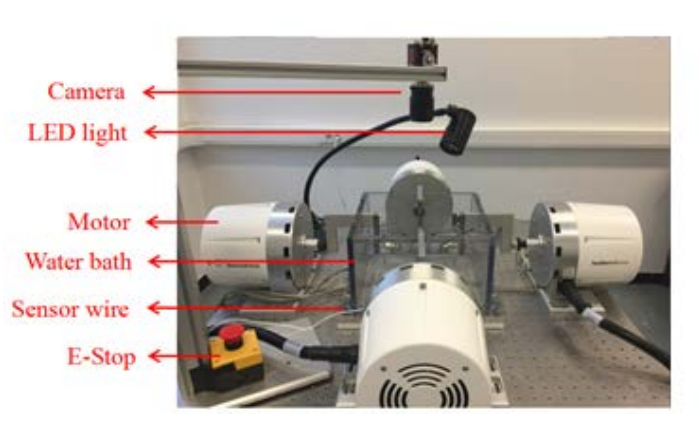 Camera
LED light
Motor
Water bath
Sensor wire
E-Stop